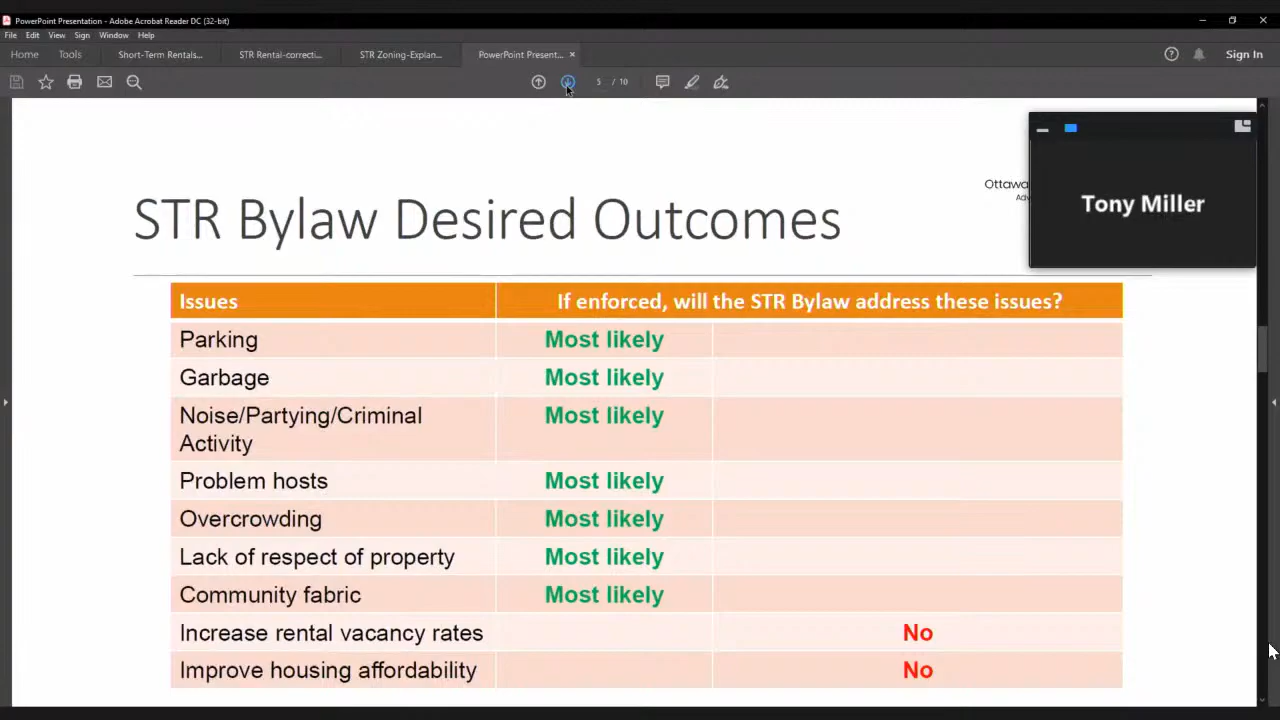 PowerPoint Presentation - Adobe Acrobat Reader DC (32-bit)
File Edit View Sign Window Help
Home Tools Short-Term Rentals... STR Rental-correcti... STR Zoning-Explan... PowerPoint Present... × Sign In
5 / 10
Ottawa
Adv
Tony Miller
STR Bylaw Desired Outcomes
Issues If enforced, will the STR Bylaw address these issues?
Parking Most likely
Garbage Most likely
Noise/Partying/Criminal Most likely
Activity
Problem hosts Most likely
Overcrowding Most likely
Lack of respect of property Most likely
Community fabric Most likely
Increase rental vacancy rates No
Improve housing affordability No